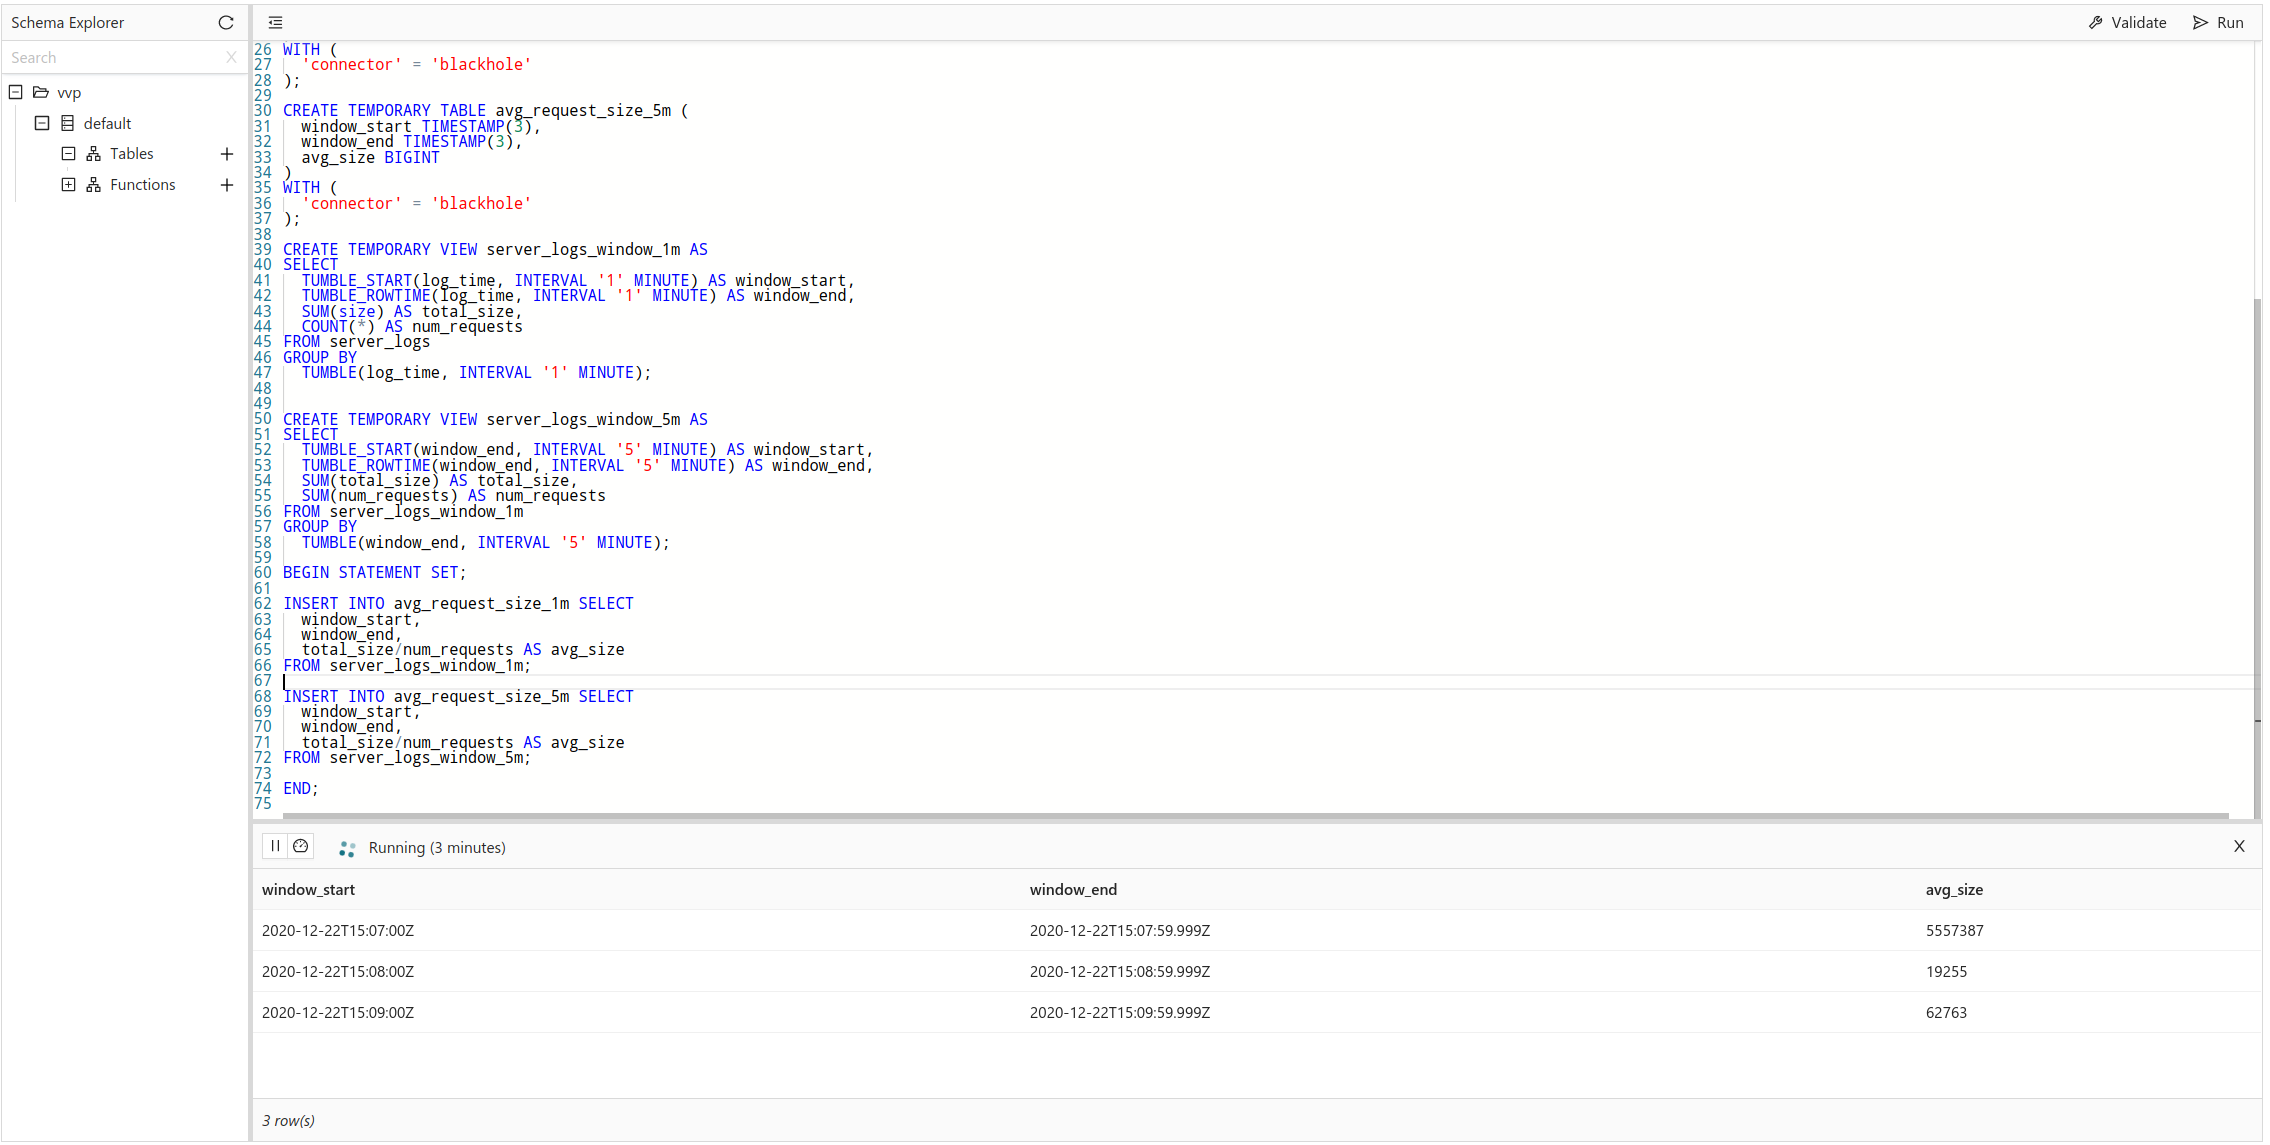 Schema Explorer
Search X
vvp
default
Tables +
Functions +
Validate Run
26 WITH (
27   'connector' = 'blackhole'
28 );
29
30 CREATE TEMPORARY TABLE avg_request_size_5m (
31   window_start TIMESTAMP(3),
32   window_end TIMESTAMP(3),
33   avg_size BIGINT
34 )
35 WITH (
36   'connector' = 'blackhole'
37 );
38
39 CREATE TEMPORARY VIEW server_logs_window_1m AS
40 SELECT
41   TUMBLE_START(log_time, INTERVAL '1' MINUTE) AS window_start,
42   TUMBLE_ROWTIME(log_time, INTERVAL '1' MINUTE) AS window_end,
43   SUM(size) AS total_size,
44   COUNT(*) AS num_requests
45 FROM server_logs
46 GROUP BY
47   TUMBLE(log_time, INTERVAL '1' MINUTE);
48
49
50 CREATE TEMPORARY VIEW server_logs_window_5m AS
51 SELECT
52   TUMBLE_START(window_end, INTERVAL '5' MINUTE) AS window_start,
53   TUMBLE_ROWTIME(window_end, INTERVAL '5' MINUTE) AS window_end,
54   SUM(total_size) AS total_size,
55   SUM(num_requests) AS num_requests
56 FROM server_logs_window_1m
57 GROUP BY
58   TUMBLE(window_end, INTERVAL '5' MINUTE);
59
60 BEGIN STATEMENT SET;
61
62 INSERT INTO avg_request_size_1m SELECT
63   window_start,
64   window_end,
65   total_size/num_requests AS avg_size
66 FROM server_logs_window_1m;
67
68 INSERT INTO avg_request_size_5m SELECT
69   window_start,
70   window_end,
71   total_size/num_requests AS avg_size
72 FROM server_logs_window_5m;
73
74 END;
75
Running (3 minutes) X
window_start window_end avg_size
2020-12-22T15:07:00Z 2020-12-22T15:07:59.999Z 5557387
2020-12-22T15:08:00Z 2020-12-22T15:08:59.999Z 19255
2020-12-22T15:09:00Z 2020-12-22T15:09:59.999Z 62763
3 row(s)